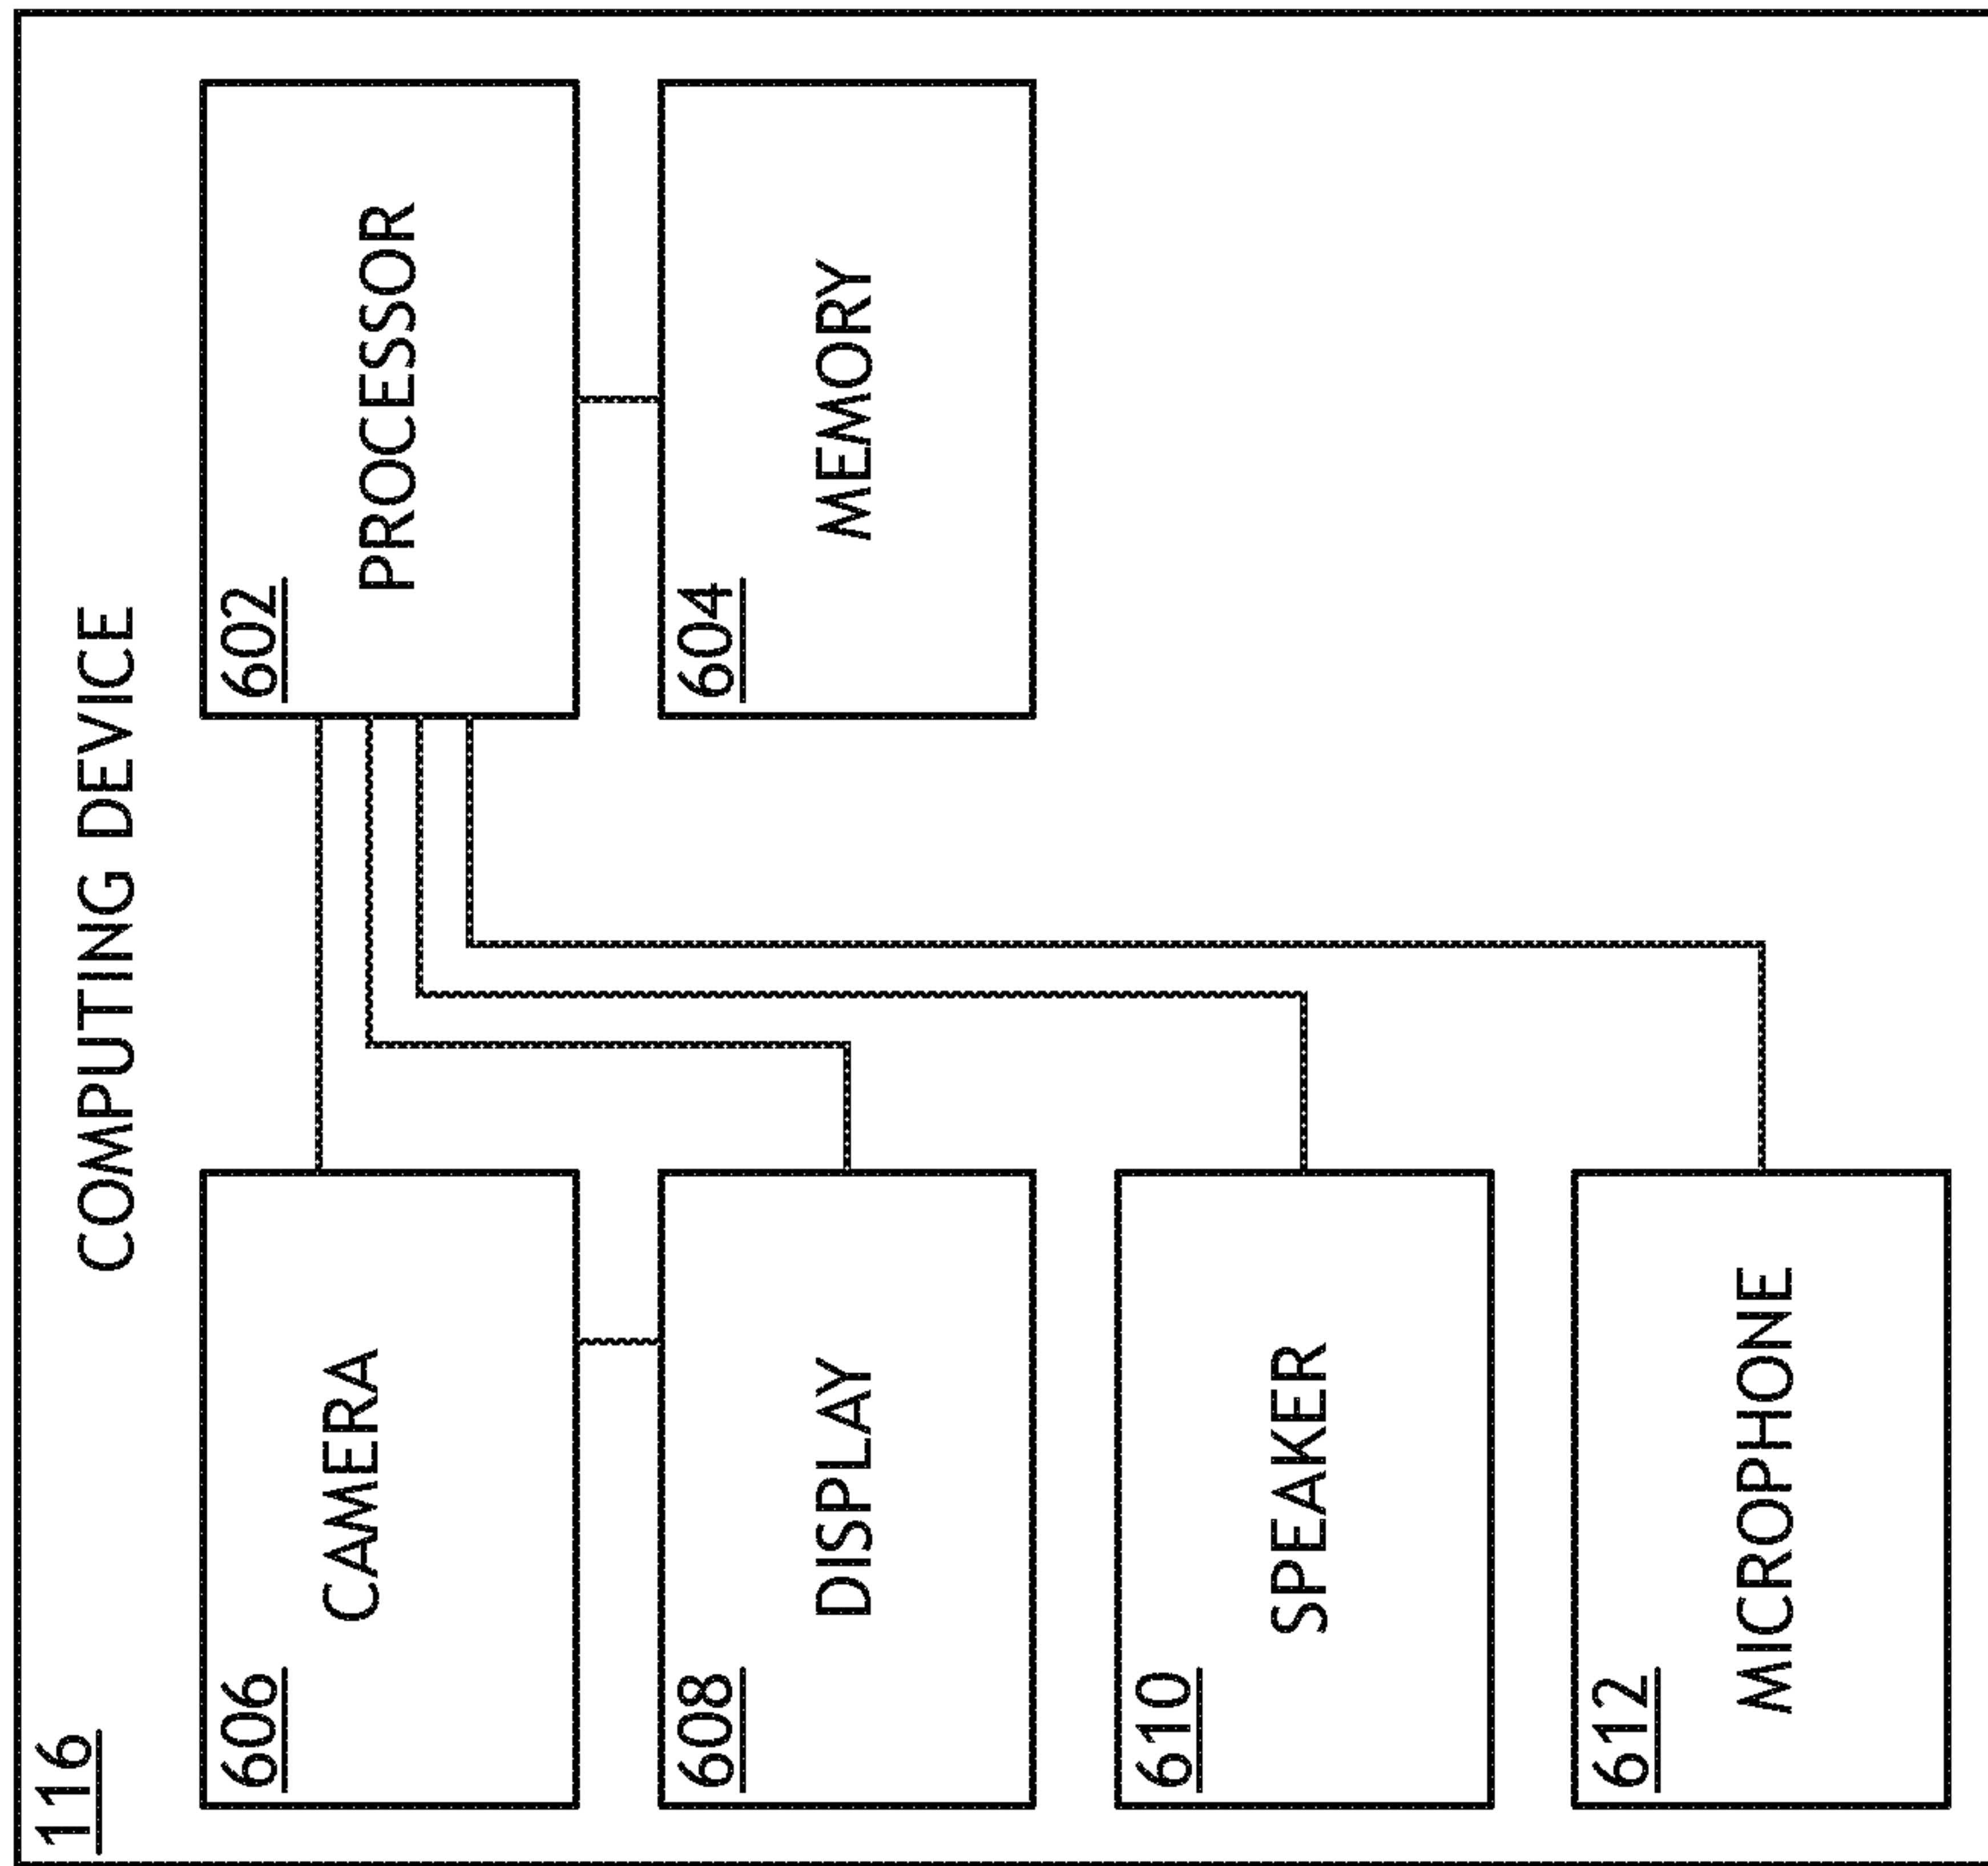 116
COMPUTING DEVICE
606
CAMERA
602
PROCESSOR
608
DISPLAY
604
MEMORY
610
SPEAKER
612
MICROPHONE